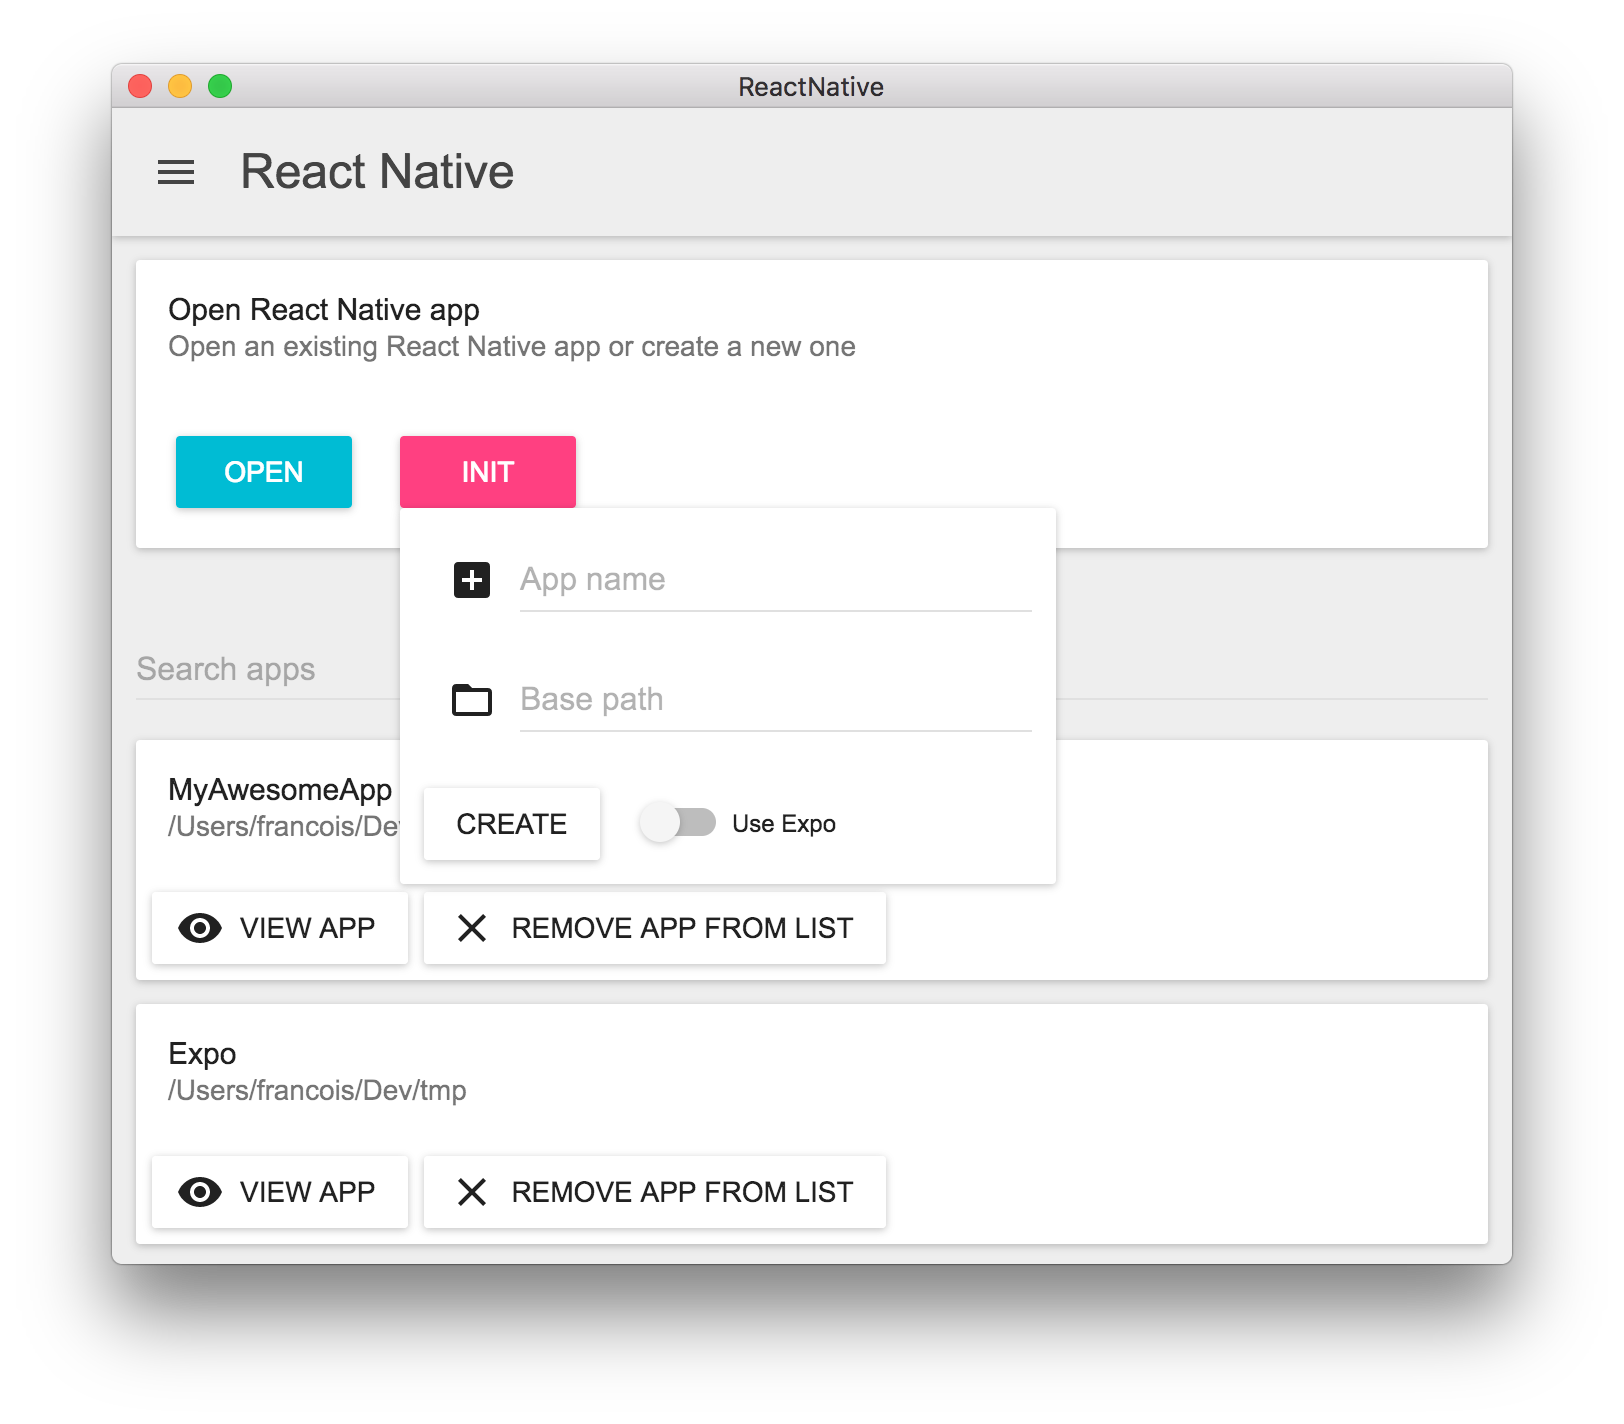 ReactNative
React Native
Open React Native app
Open an existing React Native app or create a new one
OPEN
INIT
App name
Search apps
Base path
MyAwesomeApp
/Users/francois/De
CREATE
Use Expo
VIEW APP
REMOVE APP FROM LIST
Expo
/Users/francois/Dev/tmp
VIEW APP
REMOVE APP FROM LIST